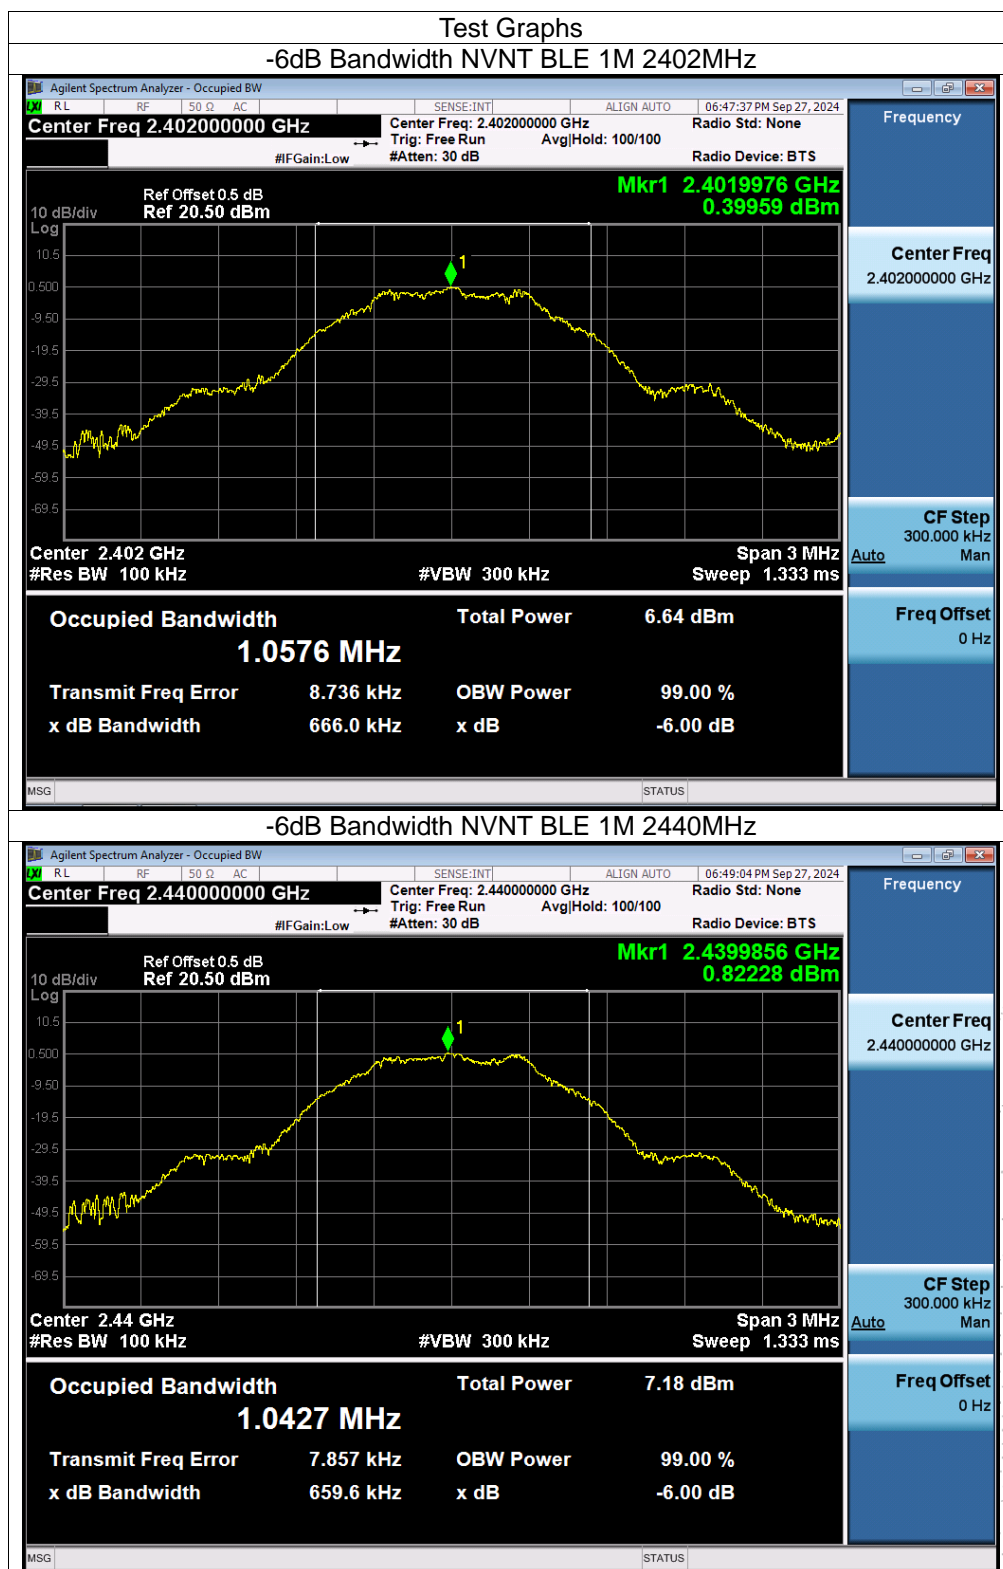 Test Graphs
-6dB Bandwidth NVNT BLE 1M 2402MHz
Agilent Spectrum Analyzer - Occupied BW
LXI RL RF 50 Ω AC SENSE:INT ALIGN AUTO 06:47:37 PM Sep 27, 2024
Center Freq 2.402000000 GHz Center Freq: 2.402000000 GHz Radio Std: None Frequency
Trig: Free Run Avg|Hold: 100/100
#IFGain:Low #Atten: 30 dB Radio Device: BTS
Mkr1 2.4019976 GHz
Ref Offset 0.5 dB
10 dB/div Ref 20.50 dBm 0.39959 dBm
Log
10.5
1
Center Freq
2.402000000 GHz
0.500
-9.50
-19.5
-29.5
-39.5
-49.5
-59.5
-69.5
CF Step
300.000 kHz
Auto Man
Center 2.402 GHz Span 3 MHz
#Res BW 100 kHz #VBW 300 kHz Sweep 1.333 ms
Occupied Bandwidth Total Power 6.64 dBm
1.0576 MHz
Freq Offset
0 Hz
Transmit Freq Error 8.736 kHz OBW Power 99.00 %
x dB Bandwidth 666.0 kHz x dB -6.00 dB
MSG STATUS
-6dB Bandwidth NVNT BLE 1M 2440MHz
Agilent Spectrum Analyzer - Occupied BW
LXI RL RF 50 Ω AC SENSE:INT ALIGN AUTO 06:49:04 PM Sep 27, 2024
Center Freq 2.440000000 GHz Center Freq: 2.440000000 GHz Radio Std: None Frequency
Trig: Free Run Avg|Hold: 100/100
#IFGain:Low #Atten: 30 dB Radio Device: BTS
Mkr1 2.4399856 GHz
Ref Offset 0.5 dB
10 dB/div Ref 20.50 dBm 0.82228 dBm
Log
10.5
1
Center Freq
2.440000000 GHz
0.500
-9.50
-19.5
-29.5
-39.5
-49.5
-59.5
-69.5
CF Step
300.000 kHz
Auto Man
Center 2.44 GHz Span 3 MHz
#Res BW 100 kHz #VBW 300 kHz Sweep 1.333 ms
Occupied Bandwidth Total Power 7.18 dBm
1.0427 MHz
Freq Offset
0 Hz
Transmit Freq Error 7.857 kHz OBW Power 99.00 %
x dB Bandwidth 659.6 kHz x dB -6.00 dB
MSG STATUS